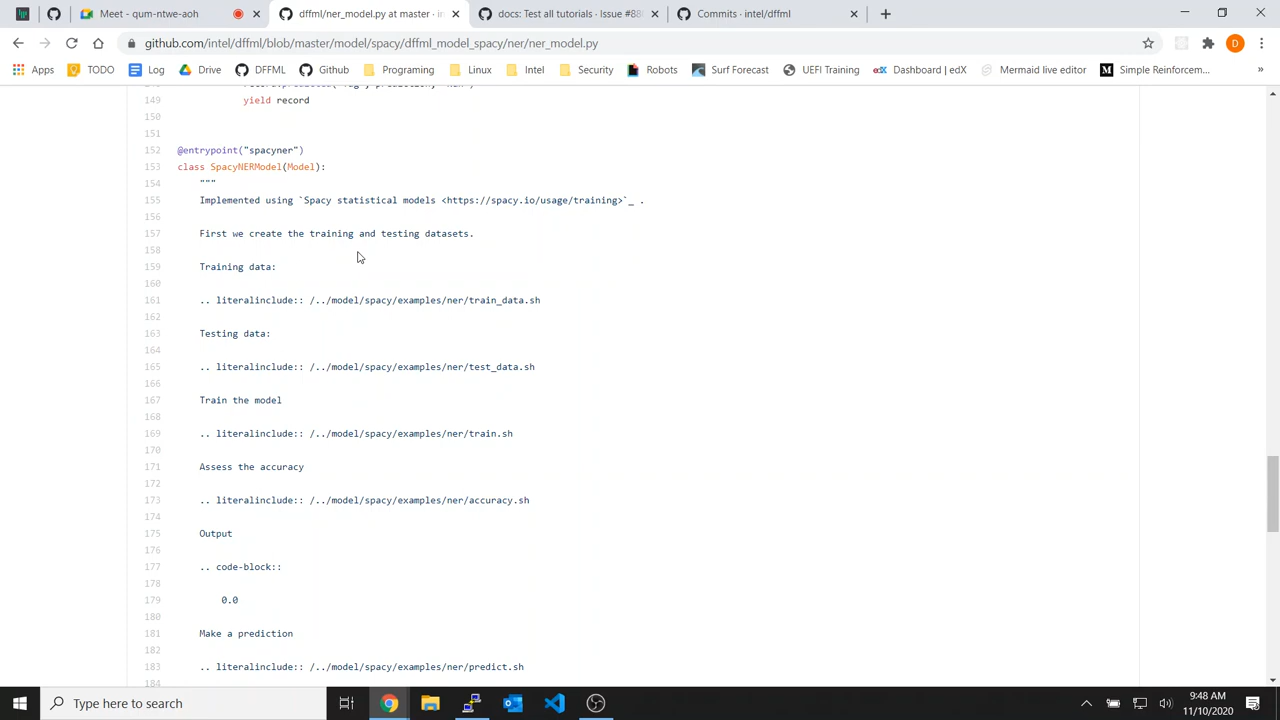 Meet - qum-ntwe-aoh
dffml/ner_model.py at master · in
docs: Test all tutorials · Issue #88
Commits · intel/dffml
github.com/intel/dffml/blob/master/model/spacy/dffml_model_spacy/ner/ner_model.py
D
Apps TODO Log Drive DFFML Github Programing Linux Intel Security Robots Surf Forecast UEFI Training Dashboard | edX Mermaid live editor Simple Reinforcem... »
149 yield record
150
151
152 @entrypoint("spacyner")
153 class SpacyNERModel(Model):
154 """
155 Implemented using `Spacy statistical models <https://spacy.io/usage/training>`_ .
156
157 First we create the training and testing datasets.
158
159 Training data:
160
161 .. literalinclude:: /../model/spacy/examples/ner/train_data.sh
162
163 Testing data:
164
165 .. literalinclude:: /../model/spacy/examples/ner/test_data.sh
166
167 Train the model
168
169 .. literalinclude:: /../model/spacy/examples/ner/train.sh
170
171 Assess the accuracy
172
173 .. literalinclude:: /../model/spacy/examples/ner/accuracy.sh
174
175 Output
176
177 .. code-block::
178
179 0.0
180
181 Make a prediction
182
183 .. literalinclude:: /../model/spacy/examples/ner/predict.sh
184
Type here to search
9:48 AM
11/10/2020